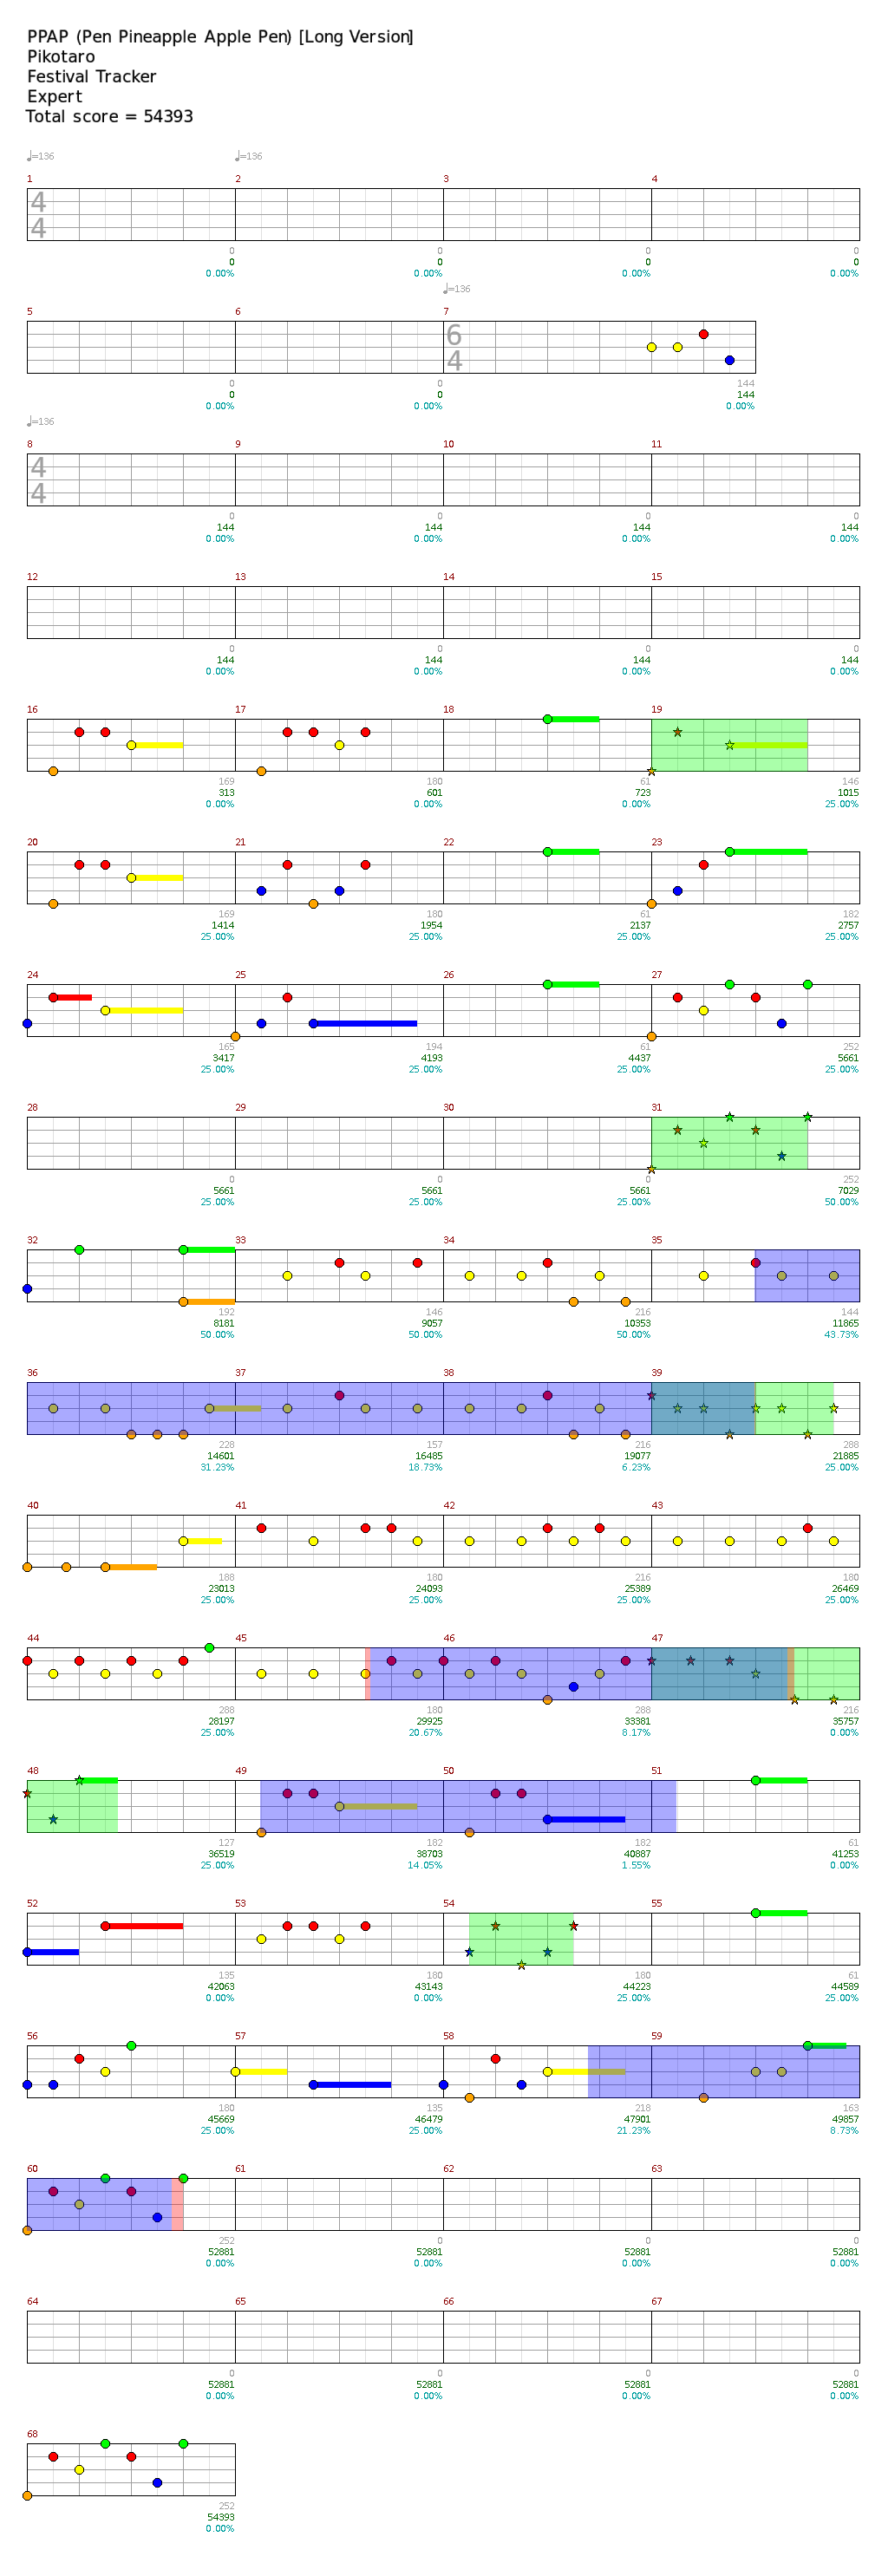 PPAP (Pen Pineapple Apple Pen) [Long Version]
Pikotaro
Festival Tracker
Expert
Total score = 54393
♩=136 ♩=136
1 2 3 4
4
4
0 0 0 0
0 0 0 0
0.00% 0.00% 0.00% 0.00%
♩=136
5 6 7
6
4
0 0 144
0 0 144
0.00% 0.00% 0.00%
♩=136
8 9 10 11
4
4
0 0 0 0
144 144 144 144
0.00% 0.00% 0.00% 0.00%
12 13 14 15
0 0 0 0
144 144 144 144
0.00% 0.00% 0.00% 0.00%
16 17 18 19
169 180 61 146
313 601 723 1015
0.00% 0.00% 0.00% 25.00%
20 21 22 23
169 180 61 182
1414 1954 2137 2757
25.00% 25.00% 25.00% 25.00%
24 25 26 27
165 194 61 252
3417 4193 4437 5661
25.00% 25.00% 25.00% 25.00%
28 29 30 31
0 0 0 252
5661 5661 5661 7029
25.00% 25.00% 25.00% 50.00%
32 33 34 35
192 146 216 144
8181 9057 10353 11865
50.00% 50.00% 50.00% 43.73%
36 37 38 39
228 157 216 288
14601 16485 19077 21885
31.23% 18.73% 6.23% 25.00%
40 41 42 43
188 180 216 180
23013 24093 25389 26469
25.00% 25.00% 25.00% 25.00%
44 45 46 47
288 180 288 216
28197 29925 33381 35757
25.00% 20.67% 8.17% 0.00%
48 49 50 51
127 182 182 61
36519 38703 40887 41253
25.00% 14.05% 1.55% 0.00%
52 53 54 55
135 180 180 61
42063 43143 44223 44589
0.00% 0.00% 25.00% 25.00%
56 57 58 59
180 135 218 163
45669 46479 47901 49857
25.00% 25.00% 21.23% 8.73%
60 61 62 63
252 0 0 0
52881 52881 52881 52881
0.00% 0.00% 0.00% 0.00%
64 65 66 67
0 0 0 0
52881 52881 52881 52881
0.00% 0.00% 0.00% 0.00%
68
252
54393
0.00%